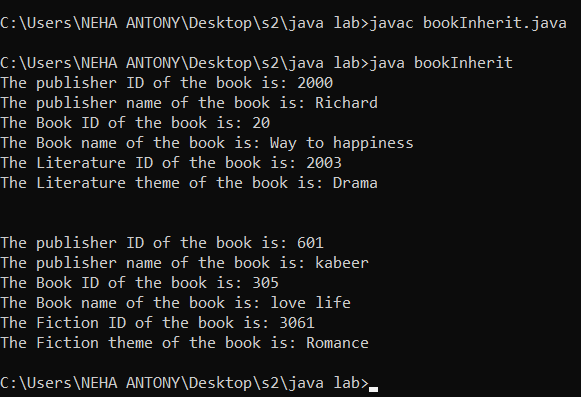 C:\Users\NEHA ANTONY\Desktop\s2\java lab>javac bookInherit.java
C:\Users\NEHA ANTONY\Desktop\s2\java lab>java bookInherit
The publisher ID of the book is: 2000
The publisher name of the book is: Richard
The Book ID of the book is: 20
The Book name of the book is: Way to happiness
The Literature ID of the book is: 2003
The Literature theme of the book is: Drama
The publisher ID of the book is: 601
The publisher name of the book is: kabeer
The Book ID of the book is: 305
The Book name of the book is: love life
The Fiction ID of the book is: 3061
The Fiction theme of the book is: Romance
C:\Users\NEHA ANTONY\Desktop\s2\java lab>